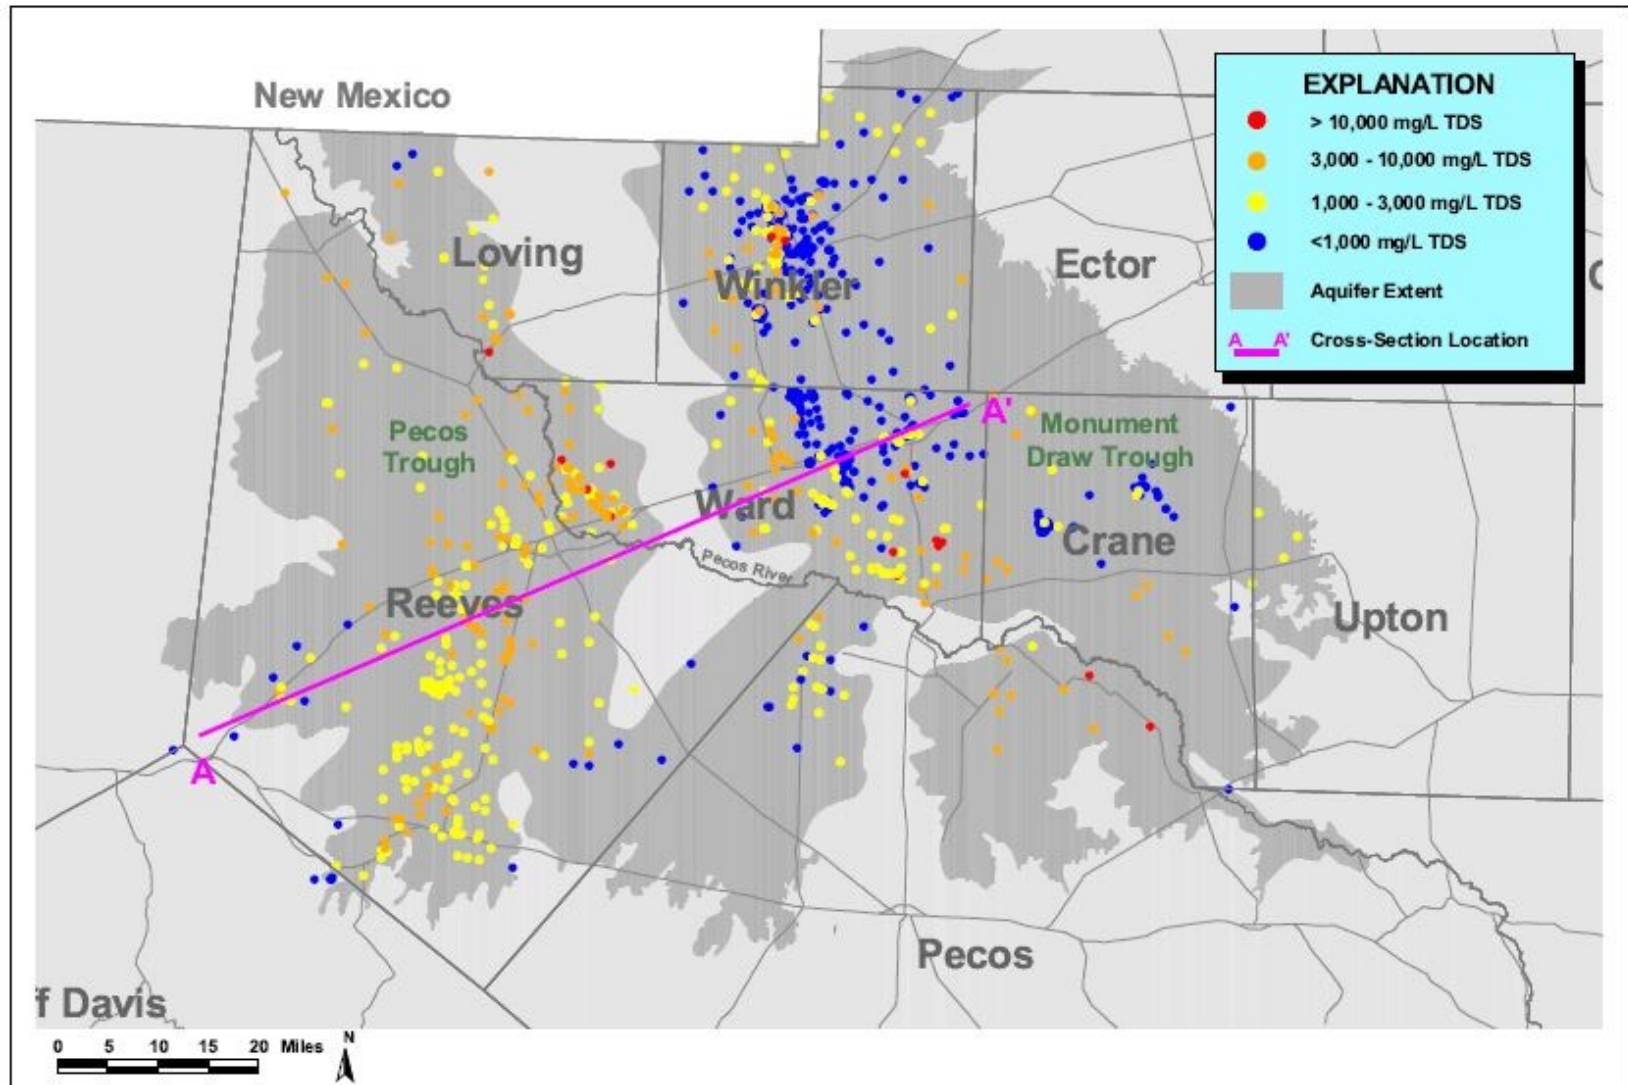 New Mexico
EXPLANATION
> 10,000 mg/L TDS
3,000 - 10,000 mg/L TDS
1,000 - 3,000 mg/L TDS
<1,000 mg/L TDS
Aquifer Extent
A A' Cross-Section Location
Loving
Winkler
Ector
C
Pecos
Trough
A'
Monument
Draw Trough
Ward
Crane
Pecos River
Reeves
Upton
A
Pecos
ff Davis
0 5 10 15 20 Miles
N